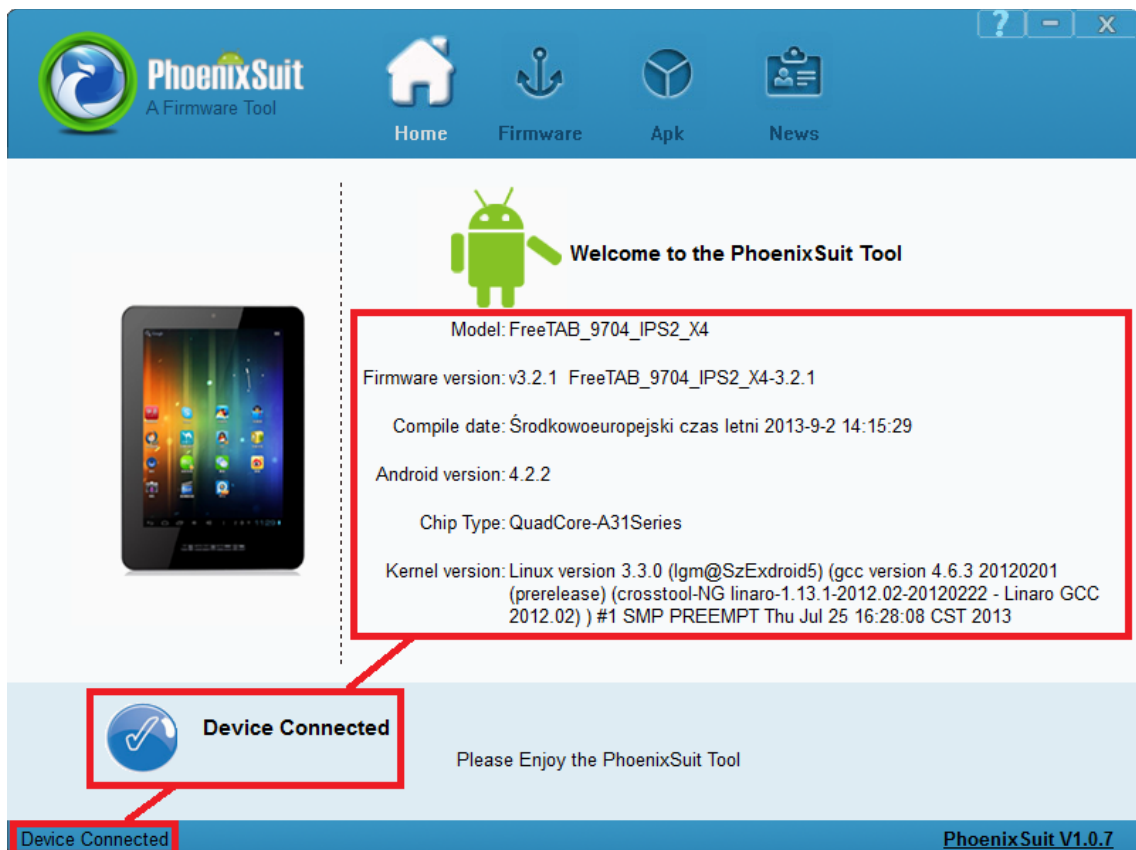 ? – X
PhoenixSuit
A Firmware Tool
Home Firmware Apk News
Welcome to the PhoenixSuit Tool
Model: FreeTAB_9704_IPS2_X4
Firmware version: v3.2.1 FreeTAB_9704_IPS2_X4-3.2.1
Compile date: Środkowoeuropejski czas letni 2013-9-2 14:15:29
Android version: 4.2.2
Chip Type: QuadCore-A31Series
Kernel version: Linux version 3.3.0 (lgm@SzExdroid5) (gcc version 4.6.3 20120201
(prerelease) (crosstool-NG linaro-1.13.1-2012.02-20120222 - Linaro GCC
2012.02) ) #1 SMP PREEMPT Thu Jul 25 16:28:08 CST 2013
Device Connected
Please Enjoy the PhoenixSuit Tool
Device Connected
PhoenixSuit V1.0.7